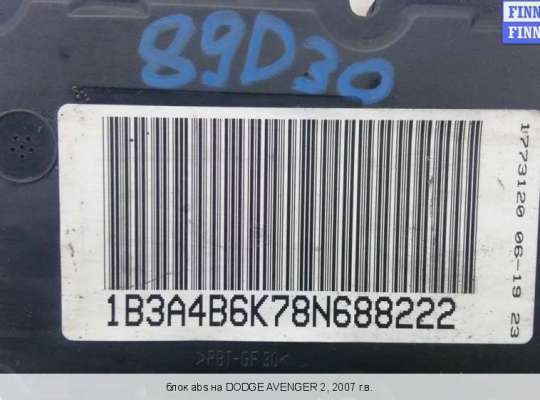 FINN
FINN
89D30
1773120 06-19 23
1B3A4B6K78N688222
>PBT-GF30<
блок abs на DODGE AVENGER 2, 2007 г.в.